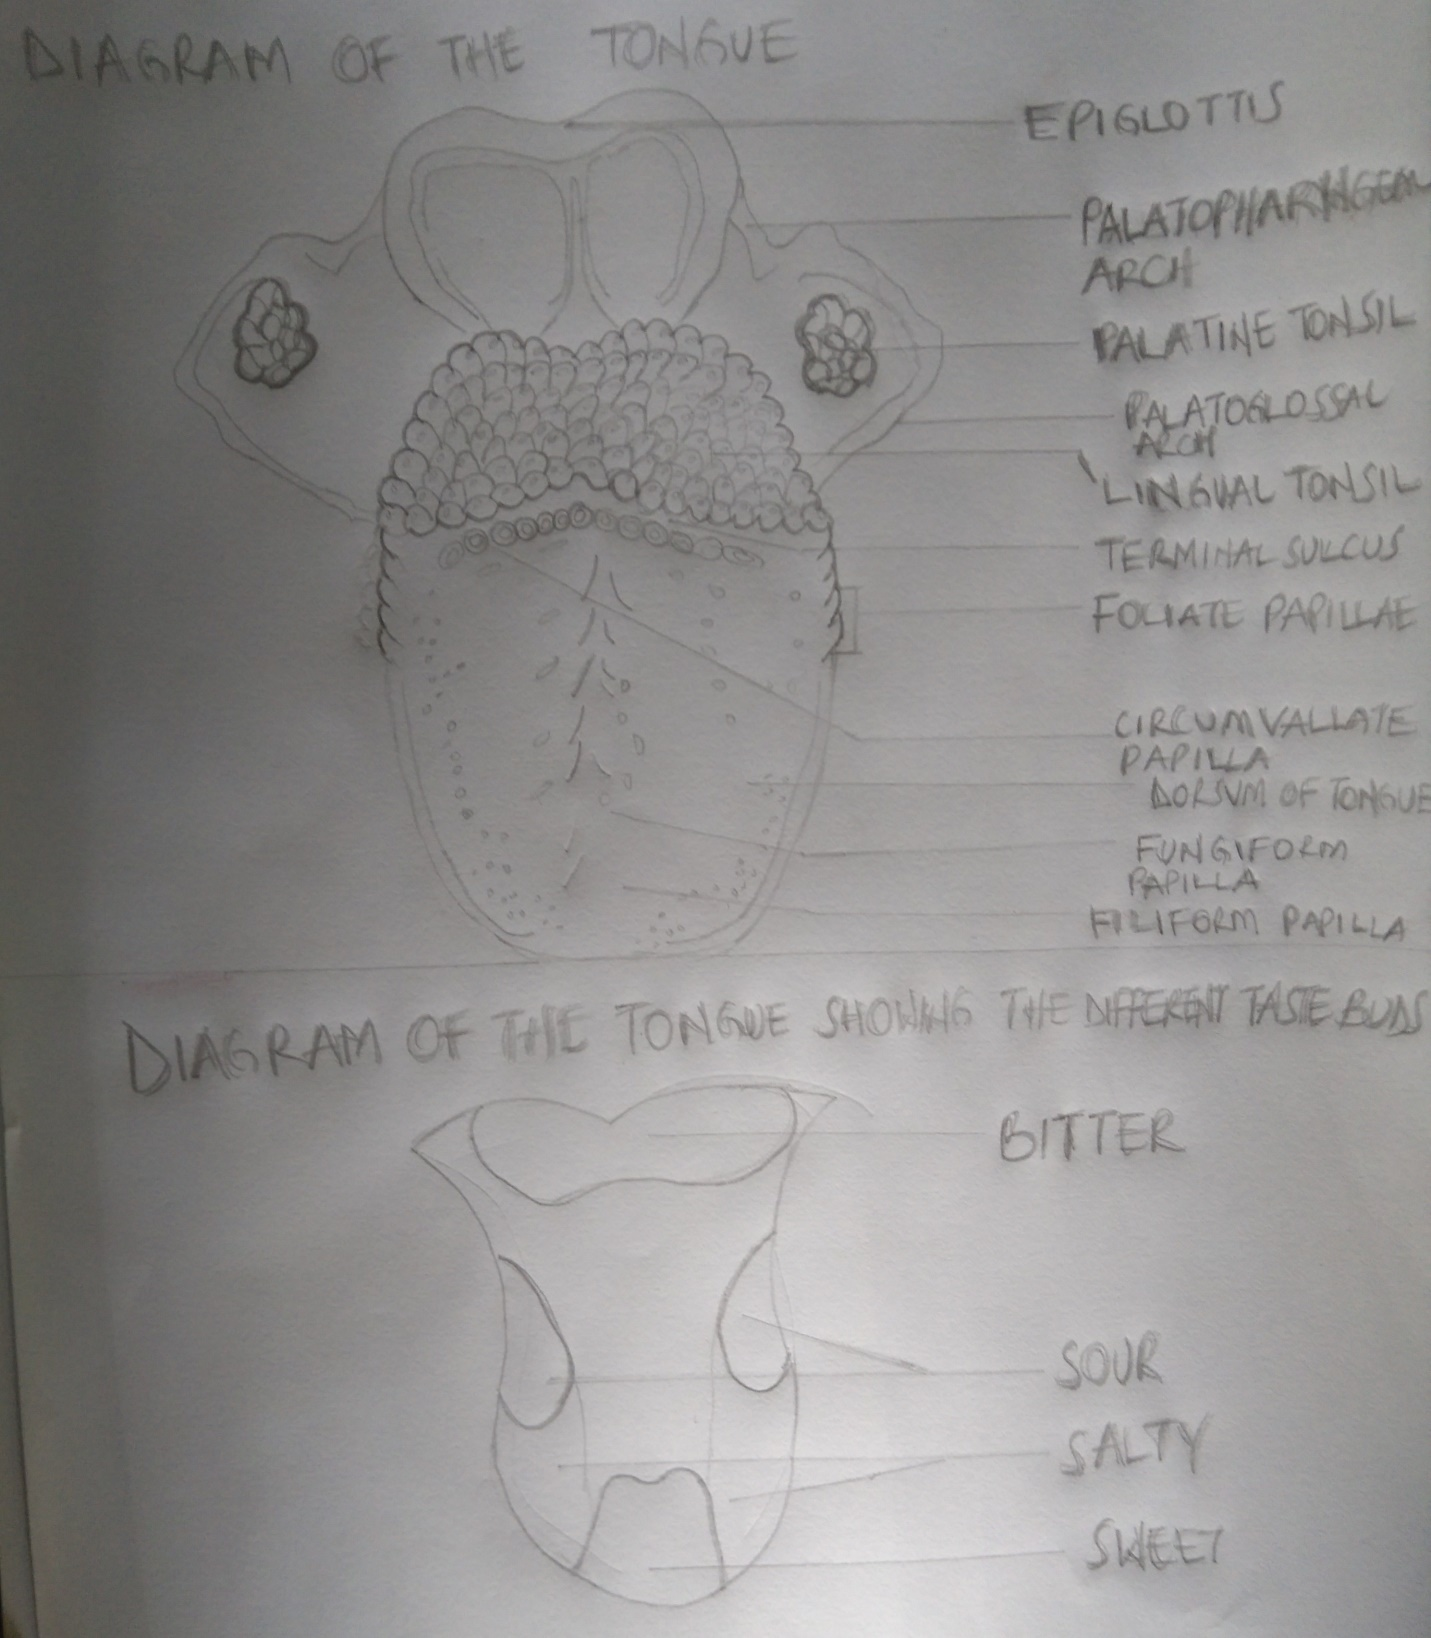 DIAGRAM OF THE TONGUE
EPIGLOTTIS
PALATOPHARYNGEAL
ARCH
PALATINE TONSIL
PALATOGLOSSAL
ARCH
LINGUAL TONSIL
TERMINAL SULCUS
FOLIATE PAPILLAE
CIRCUMVALLATE
PAPILLA
DORSUM OF TONGUE
FUNGIFORM
PAPILLA
FILIFORM PAPILLA
DIAGRAM OF THE TONGUE SHOWING THE DIFFERENT TASTE BUDS
BITTER
SOUR
SALTY
SWEET